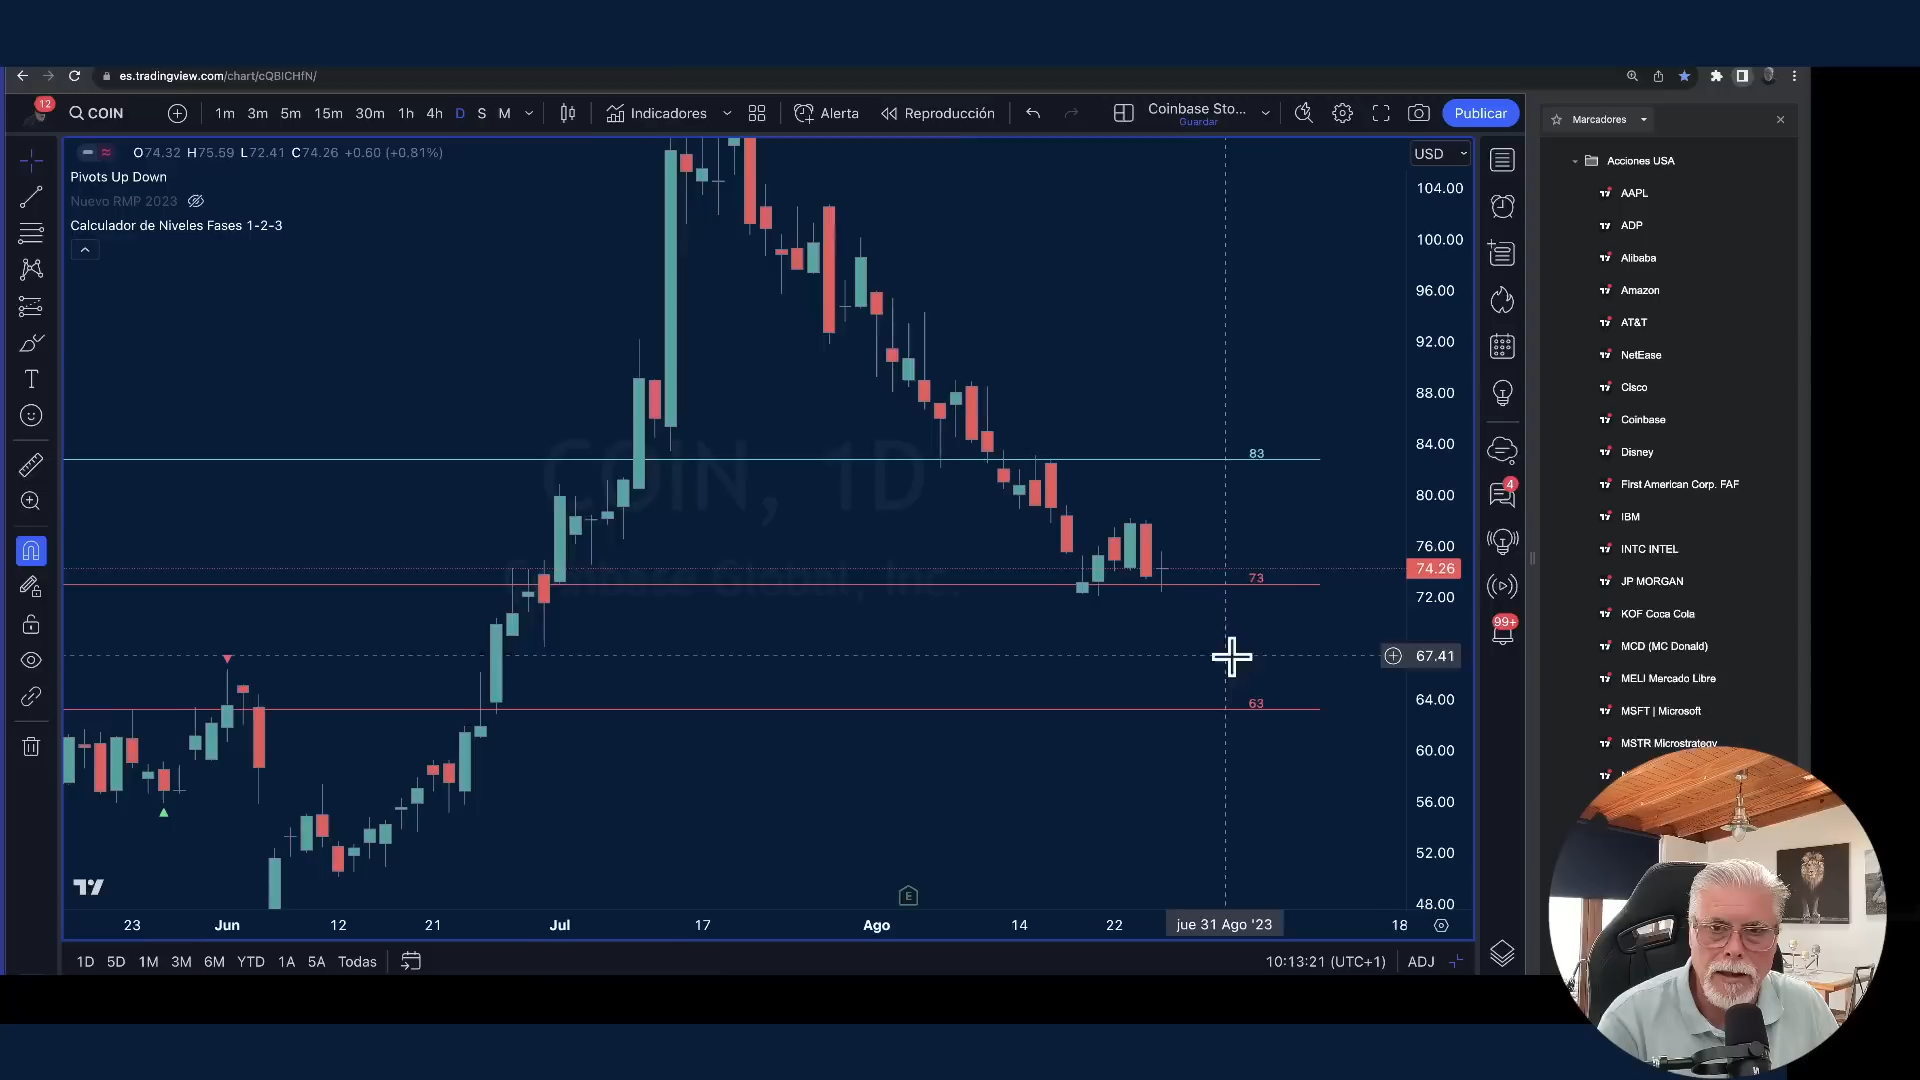 es.tradingview.com/chart/cQBICHfN/
12
COIN
1m 3m 5m 15m 30m 1h 4h D S M
Indicadores
Alerta
Reproducción
Coinbase Sto...
Guardar
Publicar
Marcadores
O74.32 H75.59 L72.41 C74.26 +0.60 (+0.81%)
Pivots Up Down
Nuevo RMP 2023
Calculador de Niveles Fases 1-2-3
USD
COIN, 1D
Coinbase Global, Inc.
104.00
100.00
96.00
92.00
88.00
84.00
80.00
76.00
74.26
72.00
67.41
64.00
60.00
56.00
52.00
48.00
83
73
63
E
23 Jun 12 21 Jul 17 Ago 14 22 jue 31 Ago '23 18
1D 5D 1M 3M 6M YTD 1A 5A Todas
10:13:21 (UTC+1)
ADJ
4
99+
Acciones USA
AAPL
ADP
Alibaba
Amazon
AT&T
NetEase
Cisco
Coinbase
Disney
First American Corp. FAF
IBM
INTC INTEL
JP MORGAN
KOF Coca Cola
MCD (MC Donald)
MELI Mercado Libre
MSFT | Microsoft
MSTR Microstrategy